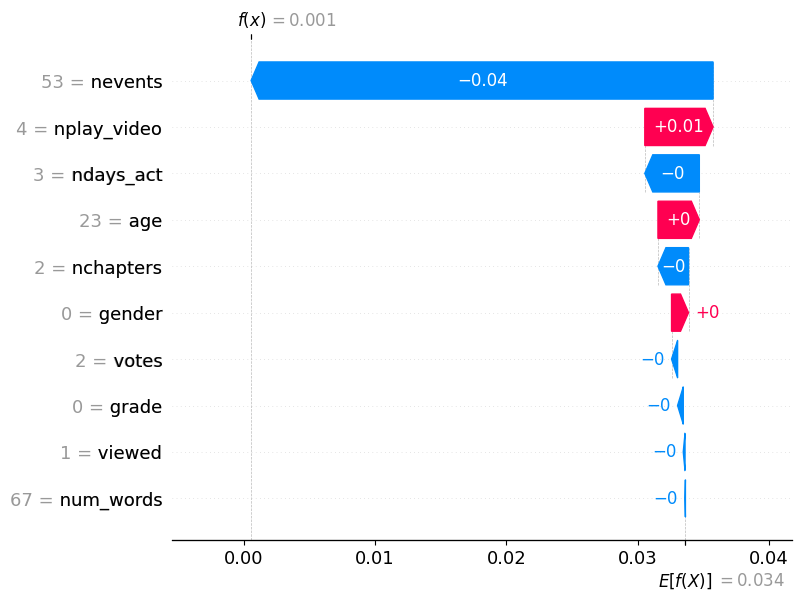 f(x) = 0.001
53 = nevents
−0.04
4 = nplay_video
+0.01
3 = ndays_act
−0
23 = age
+0
2 = nchapters
−0
0 = gender
+0
2 = votes
−0
0 = grade
−0
1 = viewed
−0
67 = num_words
−0
0.00 0.01 0.02 0.03 0.04
E[f(X)] = 0.034